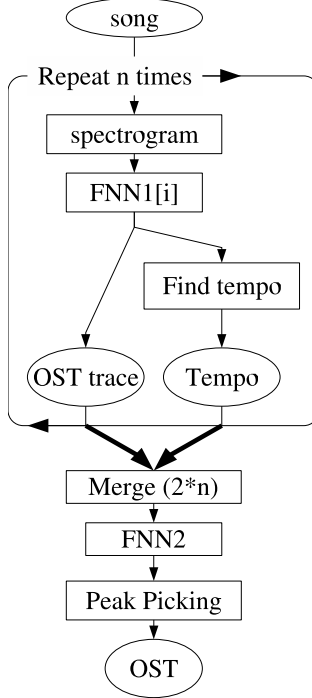 song
Repeat n times
spectrogram
FNN1[i]
Find tempo
OST trace
Tempo
Merge (2*n)
FNN2
Peak Picking
OST